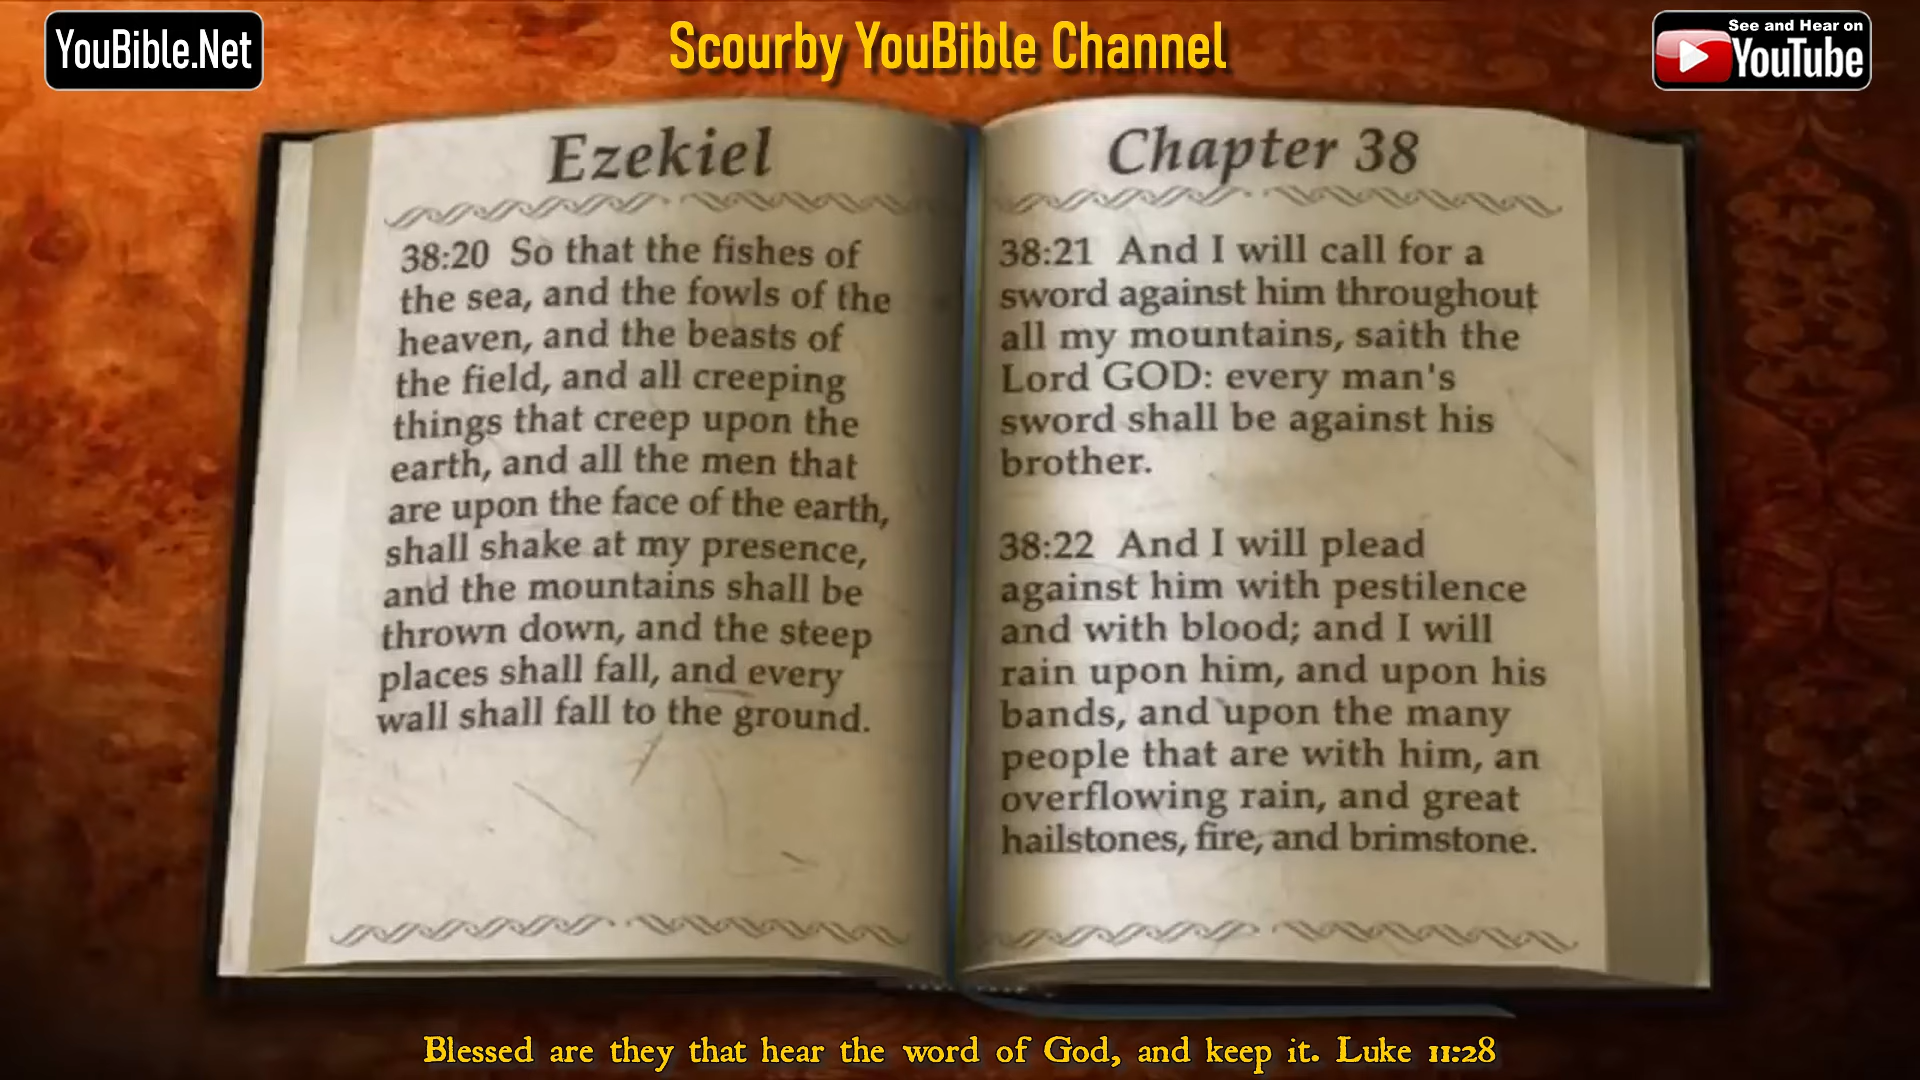 YouBible.Net
Scourby YouBible Channel
See and Hear on
YouTube
Ezekiel
38:20 So that the fishes of
the sea, and the fowls of the
heaven, and the beasts of
the field, and all creeping
things that creep upon the
earth, and all the men that
are upon the face of the earth,
shall shake at my presence,
and the mountains shall be
thrown down, and the steep
places shall fall, and every
wall shall fall to the ground.
Chapter 38
38:21 And I will call for a
sword against him throughout
all my mountains, saith the
Lord GOD: every man's
sword shall be against his
brother.
38:22 And I will plead
against him with pestilence
and with blood; and I will
rain upon him, and upon his
bands, and upon the many
people that are with him, an
overflowing rain, and great
hailstones, fire, and brimstone.
Blessed are they that hear the word of God, and keep it. Luke 11:28